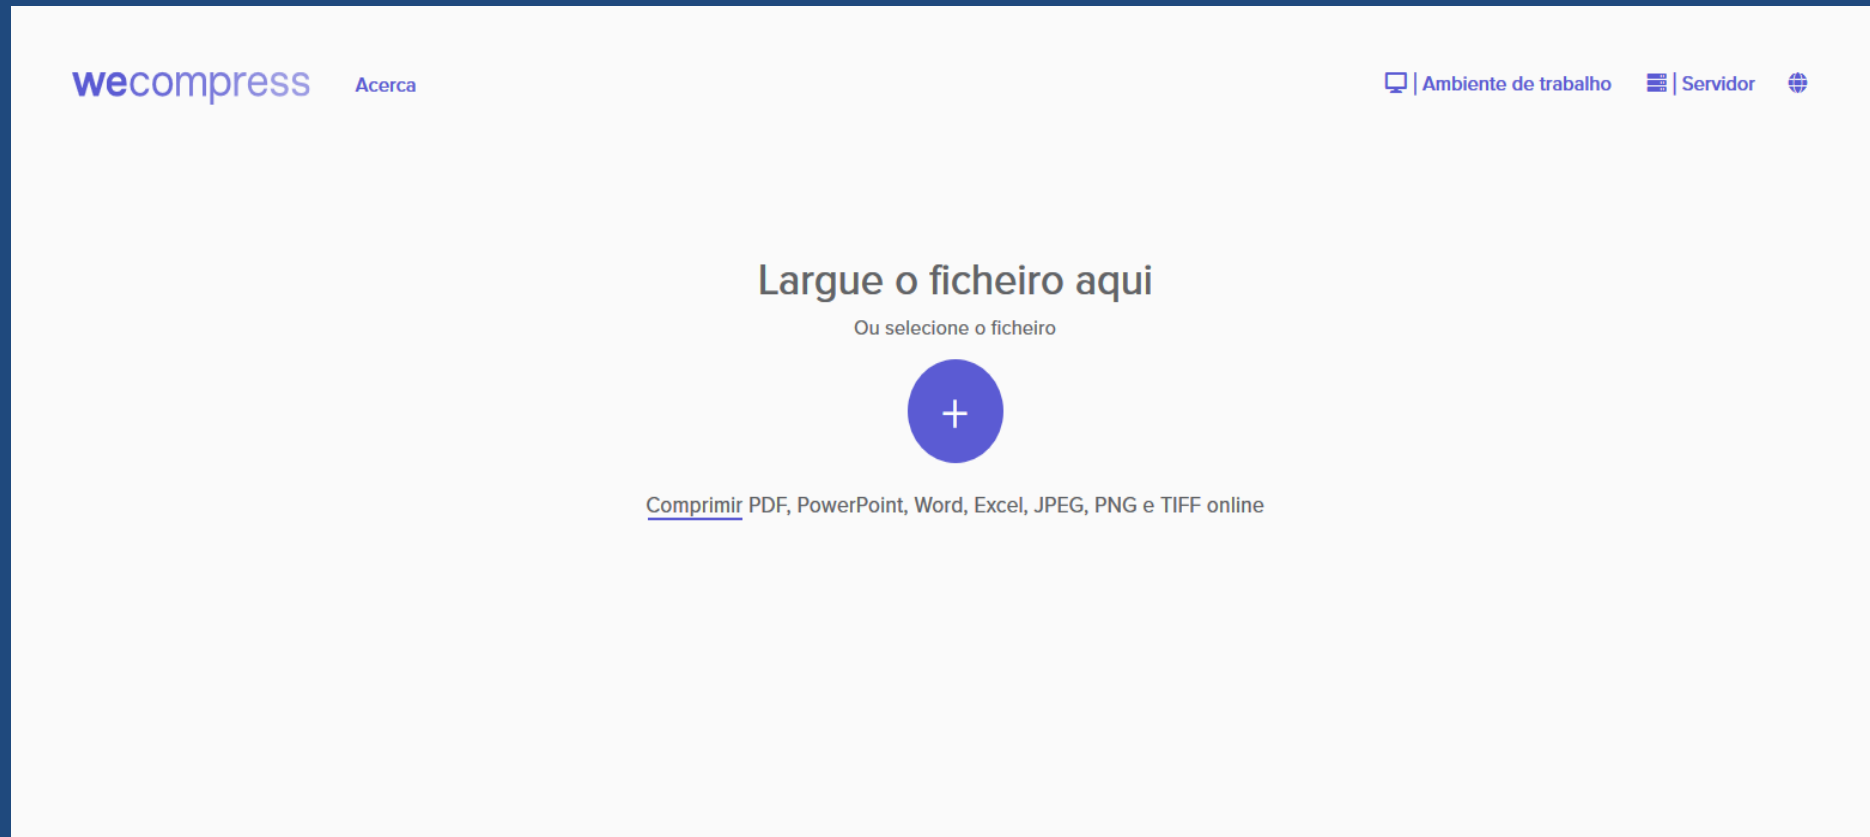 wecompress
Acerca
| Ambiente de trabalho
| Servidor
Largue o ficheiro aqui
Ou selecione o ficheiro
+
Comprimir PDF, PowerPoint, Word, Excel, JPEG, PNG e TIFF online